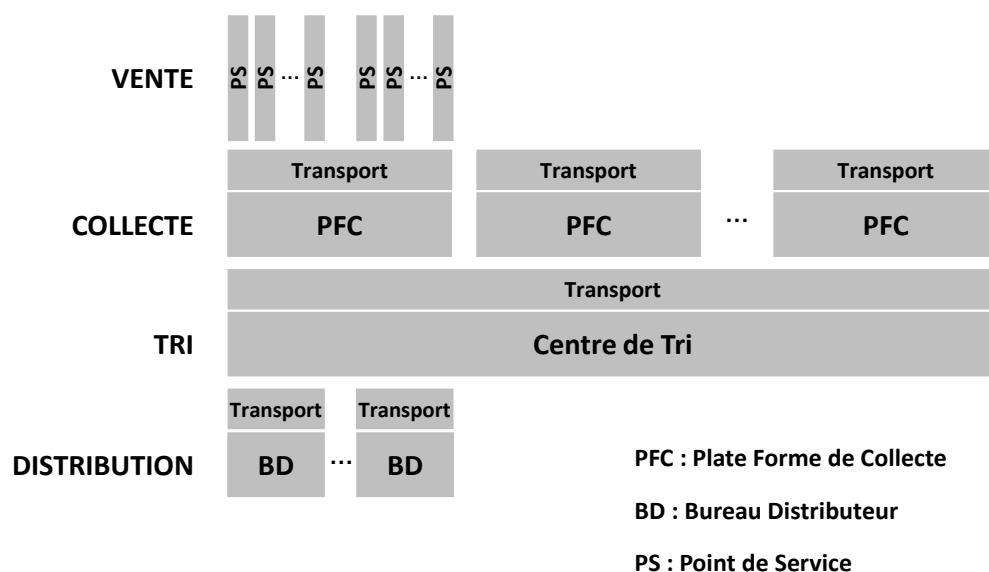 VENTE
PS PS ... PS PS PS ... PS
Transport Transport Transport
COLLECTE PFC PFC ... PFC
Transport
TRI Centre de Tri
Transport Transport
DISTRIBUTION BD ... BD
PFC : Plate Forme de Collecte
BD : Bureau Distributeur
PS : Point de Service